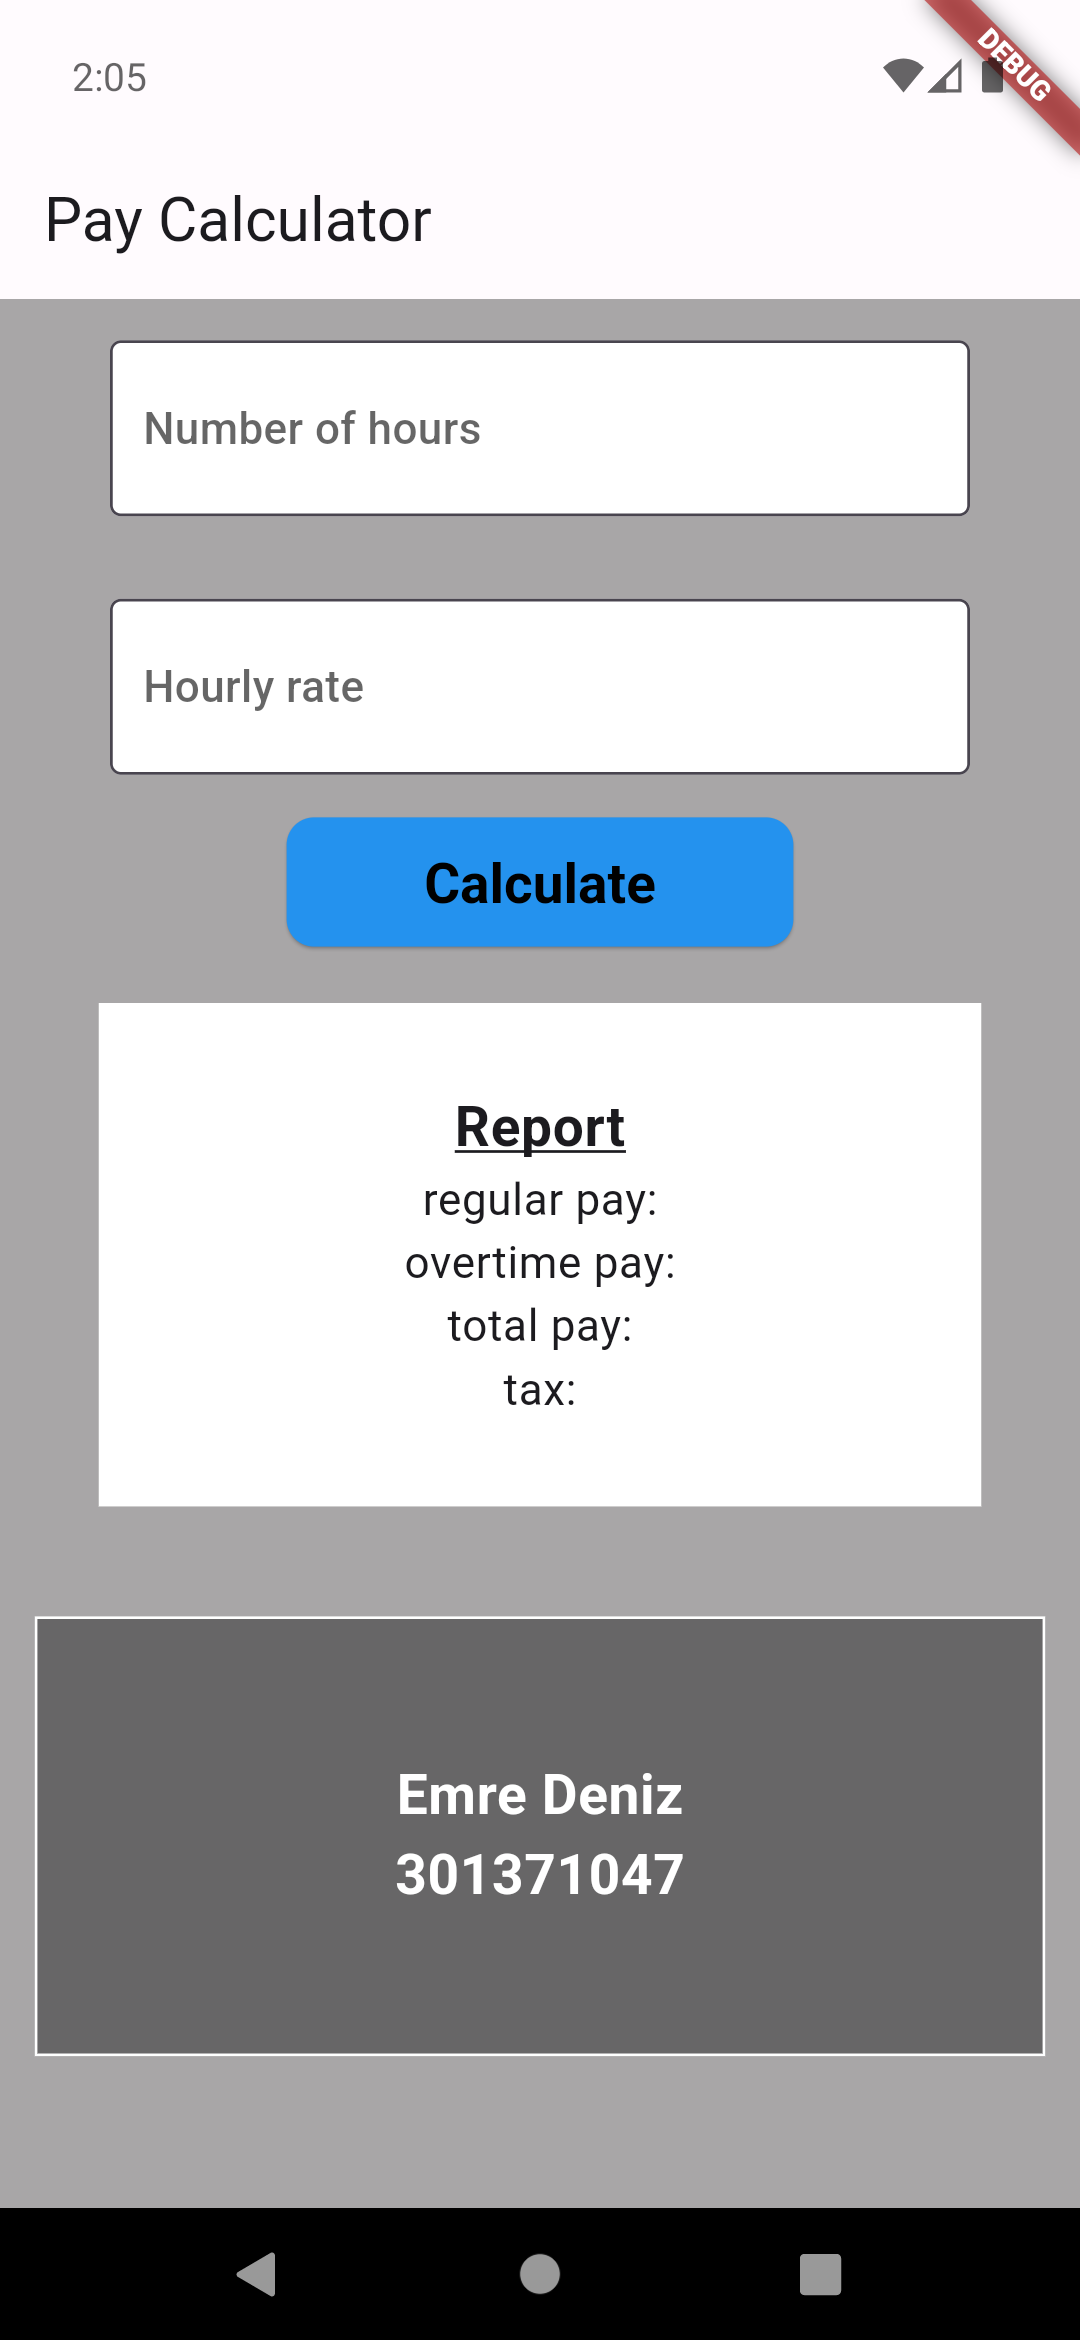 2:05
DEBUG
Pay Calculator
Number of hours
Hourly rate
Calculate
Report
regular pay:
overtime pay:
total pay:
tax:
Emre Deniz
301371047